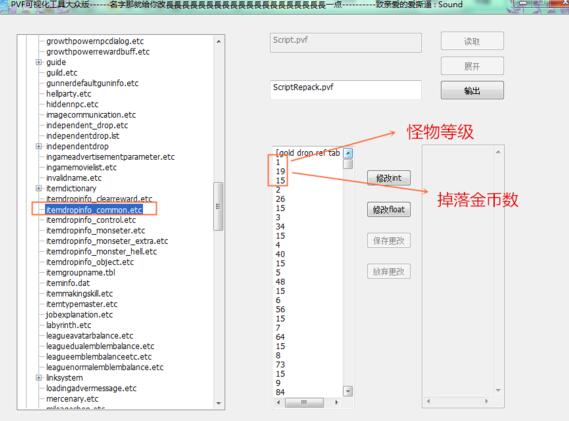 PVF可视化工具大众版------名字那就给你改長長長長長長長長長長長長長長長長長長長長長長一点----------致亲爱的爱斯遥 : Sound
growthpowernpcdialog.etc
growthpowerrewardbuff.etc
guide
guild.etc
gunnerdefaultguninfo.etc
hellparty.etc
hiddennpc.etc
imagecommunication.etc
independent_drop.etc
independentdrop.lst
independentdrop
ingameadvertisementparameter.etc
ingamemovielist.etc
invalidname.etc
itemdictionary
itemdropinfo_clearreward.etc
itemdropinfo_common.etc
itemdropinfo_control.etc
itemdropinfo_monseter.etc
itemdropinfo_monseter_extra.etc
itemdropinfo_monster_hell.etc
itemdropinfo_object.etc
itemgroupname.tbl
iteminfo.dat
itemmakingskill.etc
itemtypemaster.etc
jobexplanation.etc
labyrinth.etc
leagueavatarbalance.etc
leaguedualemblembalance.etc
leagueemblembalanceetc.etc
leaguenormalemblembalance.etc
linksystem
loadingadvermessage.etc
mercenary.etc
mileageshop.etc
Script.pvf
读取
展开
ScriptRepack.pvf
输出
[gold drop ref tab
1
19
15
2
26
15
3
34
15
4
40
15
5
48
15
6
56
15
7
64
15
8
73
15
9
84
修改int
修改float
保存更改
放弃更改
怪物等级
掉落金币数